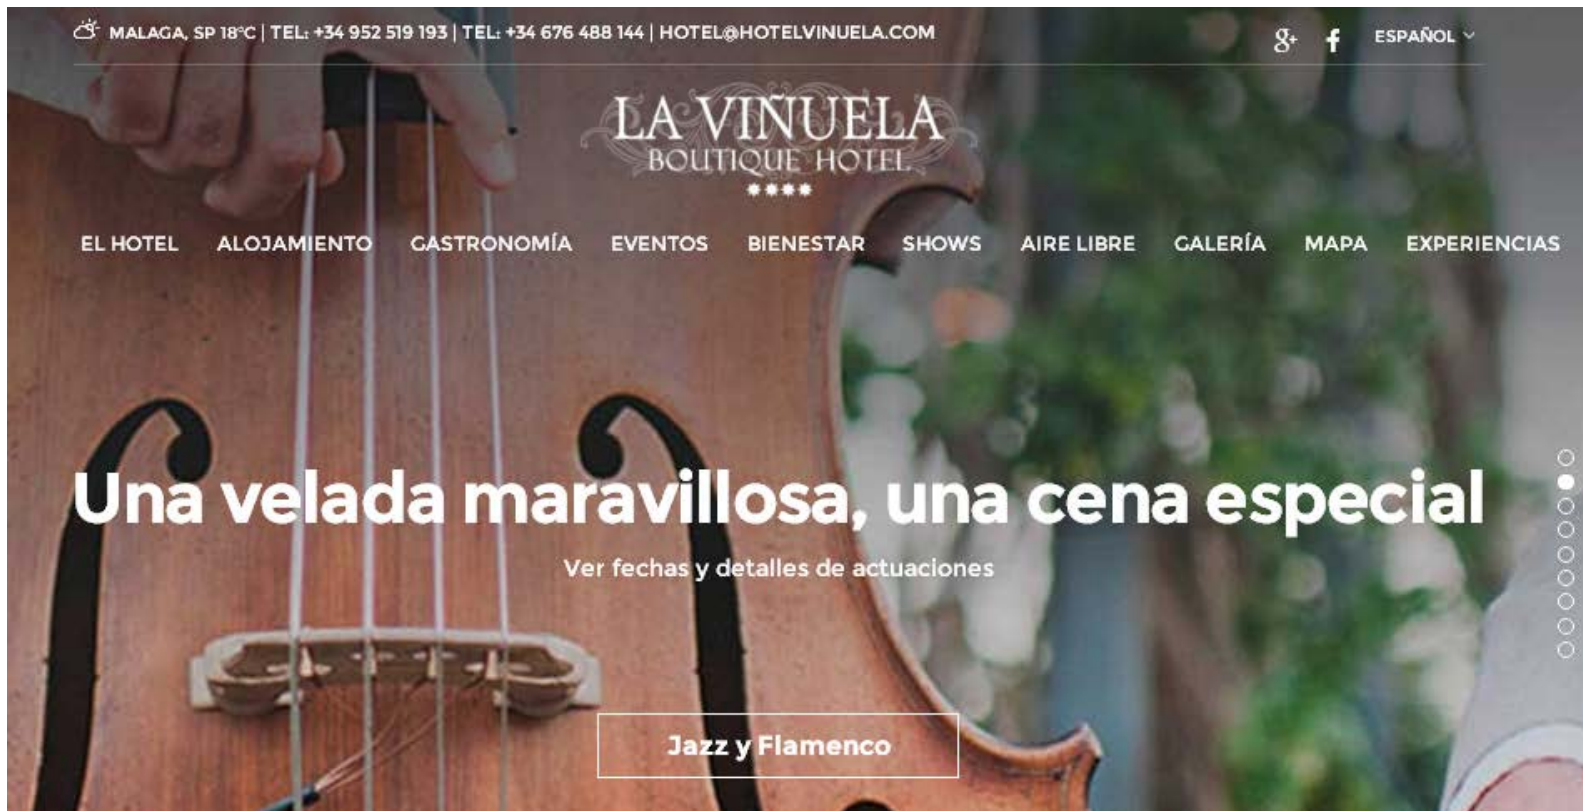 MALAGA, SP 18°C | TEL: +34 952 519 193 | TEL: +34 676 488 144 | HOTEL@HOTELVINUELA.COM
g+ f ESPAÑOL
LA VIÑUELA
BOUTIQUE HOTEL
EL HOTEL ALOJAMIENTO GASTRONOMÍA EVENTOS BIENESTAR SHOWS AIRE LIBRE GALERÍA MAPA EXPERIENCIAS
Una velada maravillosa, una cena especial
Ver fechas y detalles de actuaciones
Jazz y Flamenco